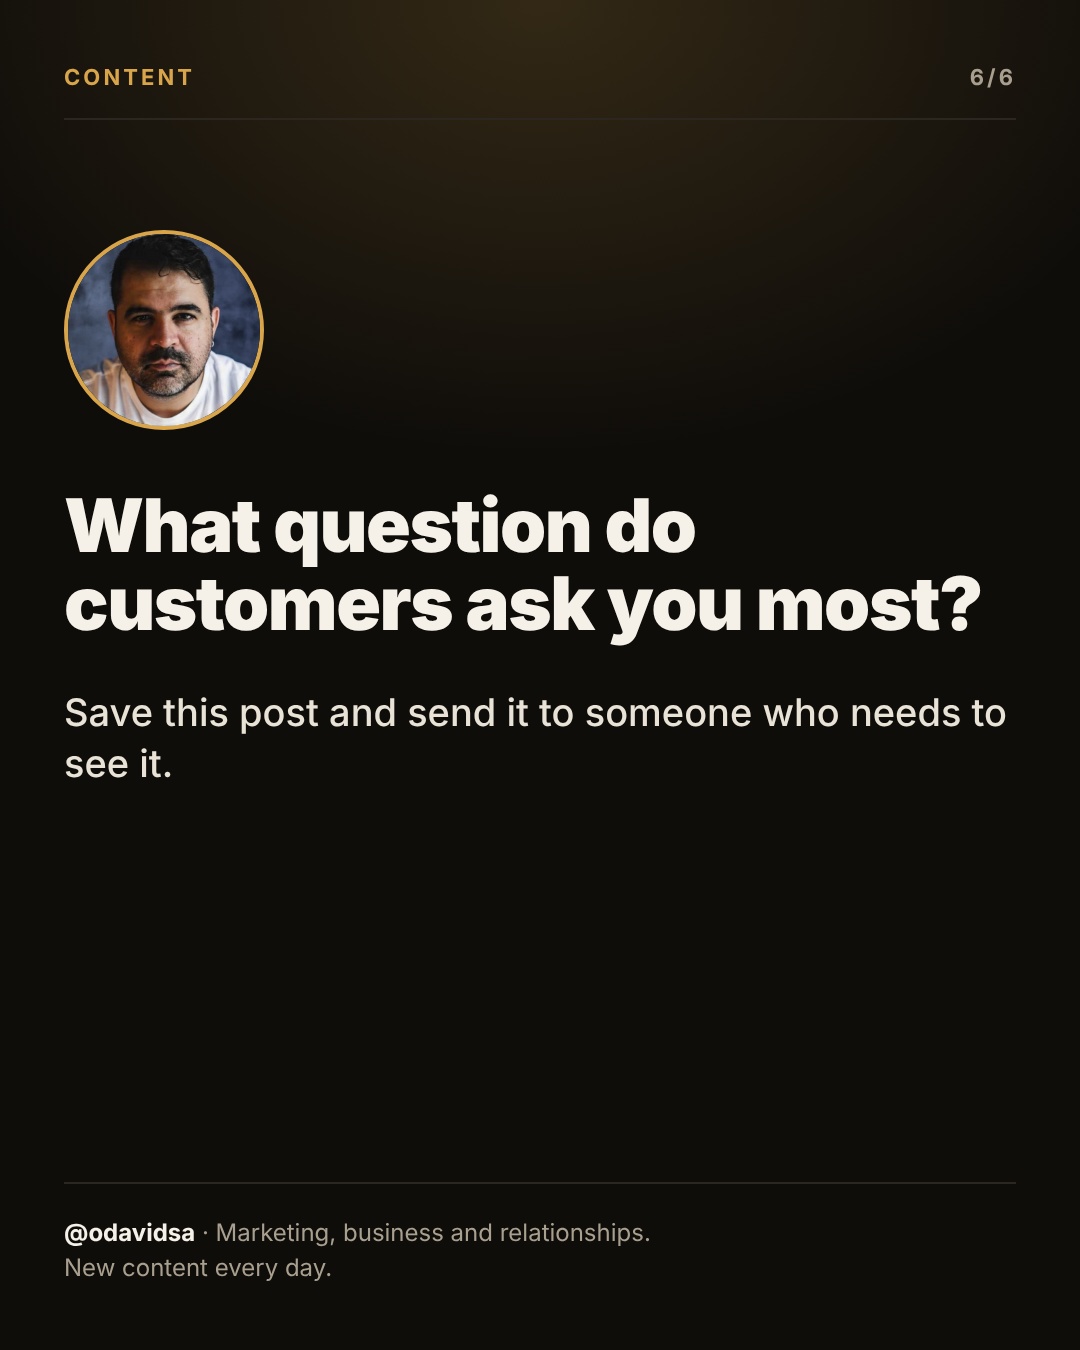 CONTENT
6/6
What question do
customers ask you most?
Save this post and send it to someone who needs to
see it.
@odavidsa · Marketing, business and relationships.
New content every day.